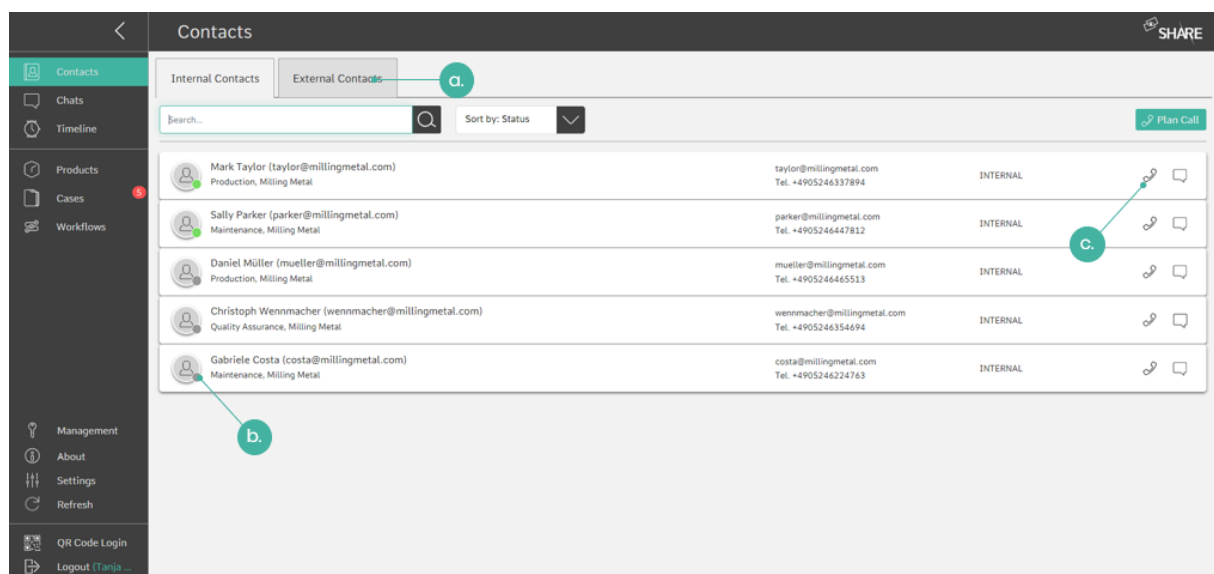 Contacts
SHARE
Contacts
Chats
Timeline
Products
Cases
5
Workflows
Management
About
Settings
Refresh
QR Code Login
Logout (Tanja ...
Internal Contacts
External Contacts
a.
Search...
Sort by: Status
Plan Call
Mark Taylor (taylor@millingmetal.com)
Production, Milling Metal
taylor@millingmetal.com
Tel. +4905246337894
INTERNAL
Sally Parker (parker@millingmetal.com)
Maintenance, Milling Metal
parker@millingmetal.com
Tel. +4905246447812
INTERNAL
c.
Daniel Müller (mueller@millingmetal.com)
Production, Milling Metal
mueller@millingmetal.com
Tel. +4905246465513
INTERNAL
Christoph Wennmacher (wennmacher@millingmetal.com)
Quality Assurance, Milling Metal
wennmacher@millingmetal.com
Tel. +4905246354694
INTERNAL
Gabriele Costa (costa@millingmetal.com)
Maintenance, Milling Metal
costa@millingmetal.com
Tel. +4905246224763
INTERNAL
b.